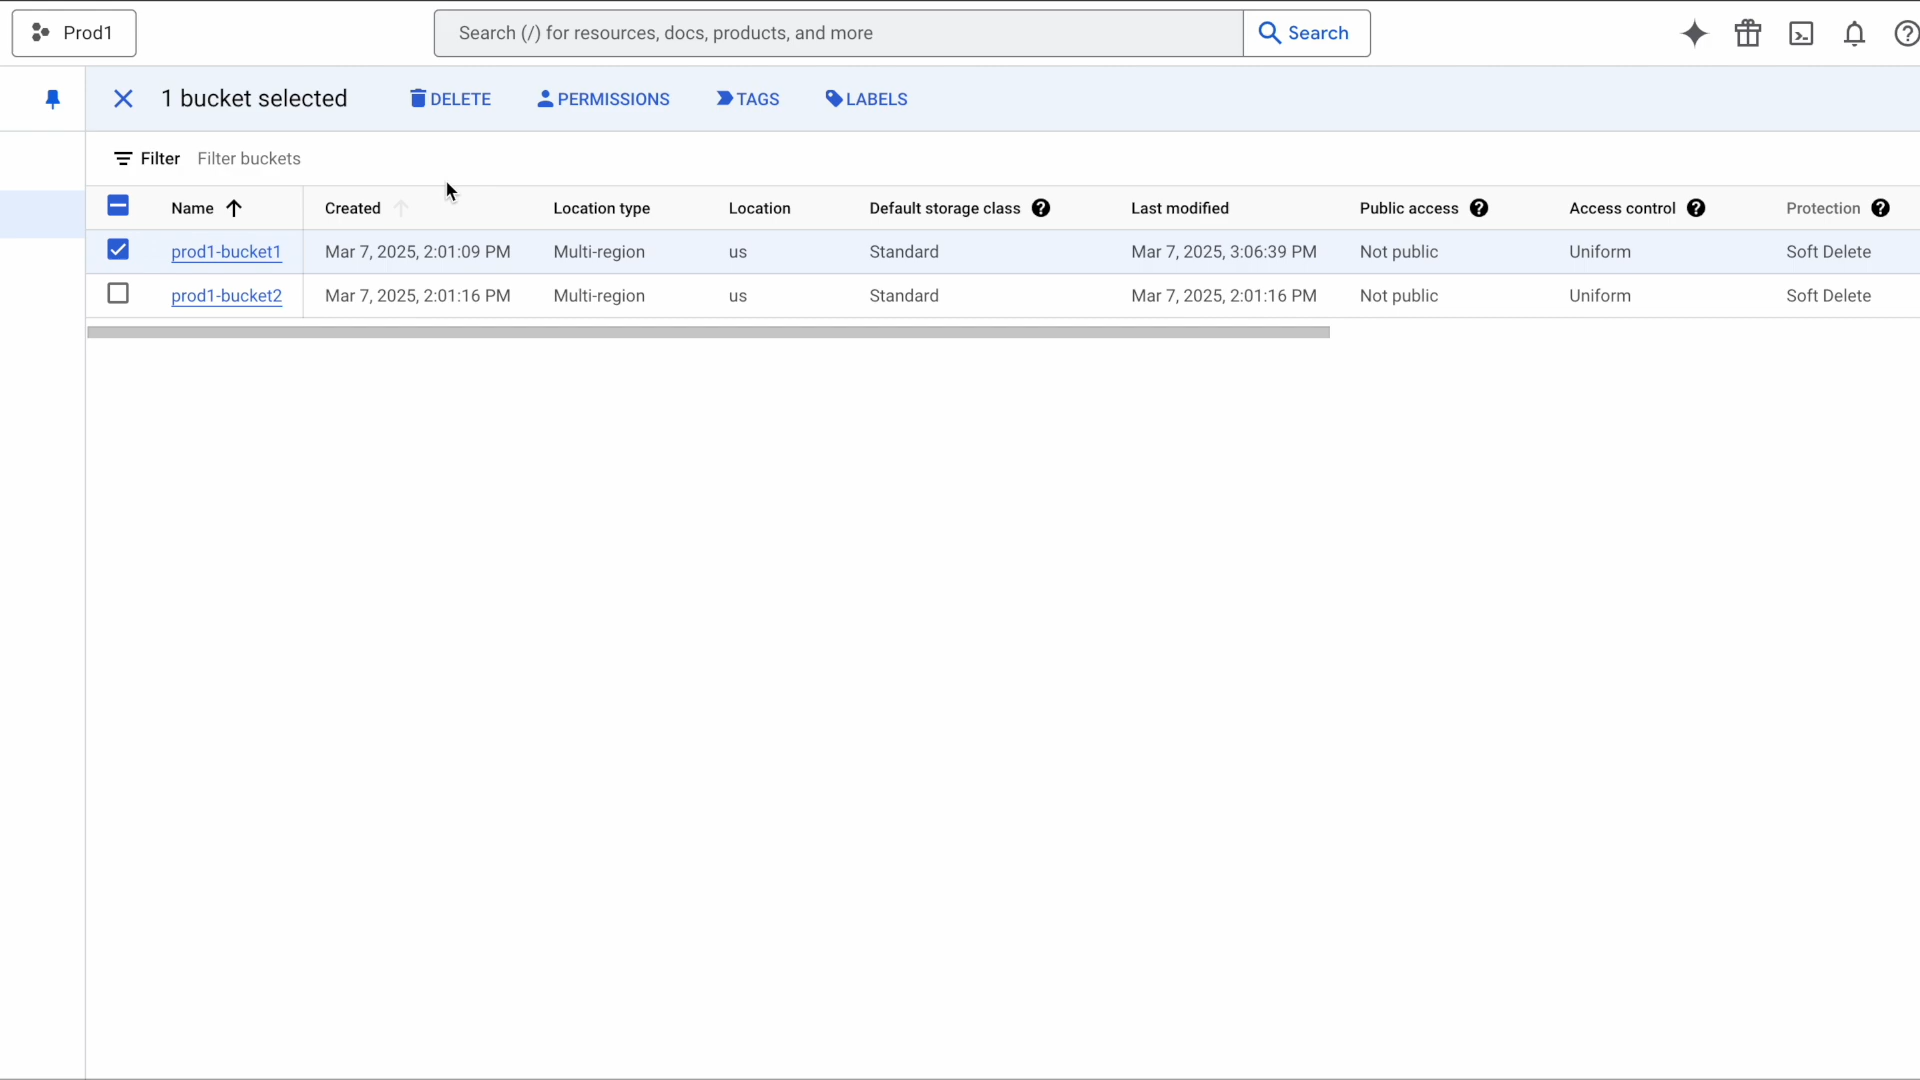 Prod1
Search (/) for resources, docs, products, and more
Search
1 bucket selected
DELETE
PERMISSIONS
TAGS
LABELS
Filter Filter buckets
Name Created Location type Location Default storage class Last modified Public access Access control Protection
prod1-bucket1 Mar 7, 2025, 2:01:09 PM Multi-region us Standard Mar 7, 2025, 3:06:39 PM Not public Uniform Soft Delete
prod1-bucket2 Mar 7, 2025, 2:01:16 PM Multi-region us Standard Mar 7, 2025, 2:01:16 PM Not public Uniform Soft Delete